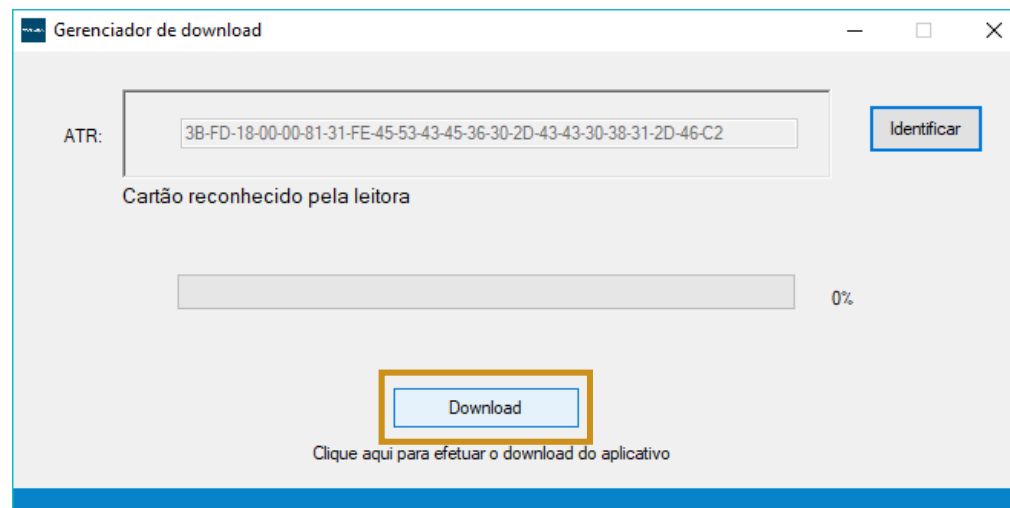 Gerenciador de download
ATR:
3B-FD-18-00-00-81-31-FE-45-53-43-45-36-30-2D-43-43-30-38-31-2D-46-C2
Identificar
Cartão reconhecido pela leitora
0%
Download
Clique aqui para efetuar o download do aplicativo